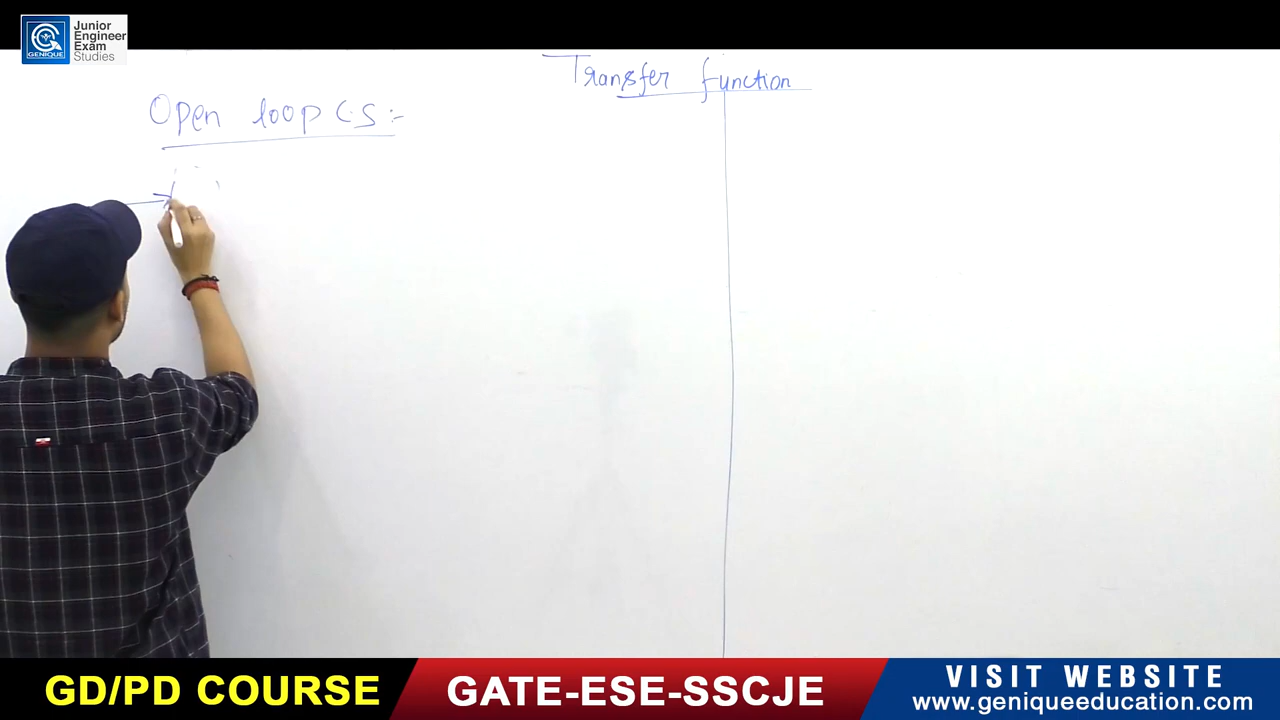 Junior
Engineer
Exam
Studies
GENIQUE
Transfer function
Open loop C.S :-
GD/PD COURSE
GATE-ESE-SSCJE
VISIT WEBSITE
www.geniqueeducation.com